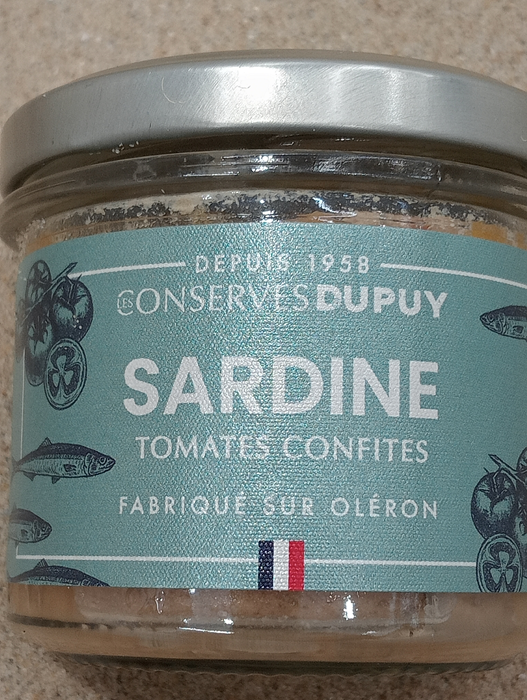 DEPUIS 1958
LES CONSERVES DUPUY
SARDINE
TOMATES CONFITES
FABRIQUÉ SUR OLÉRON